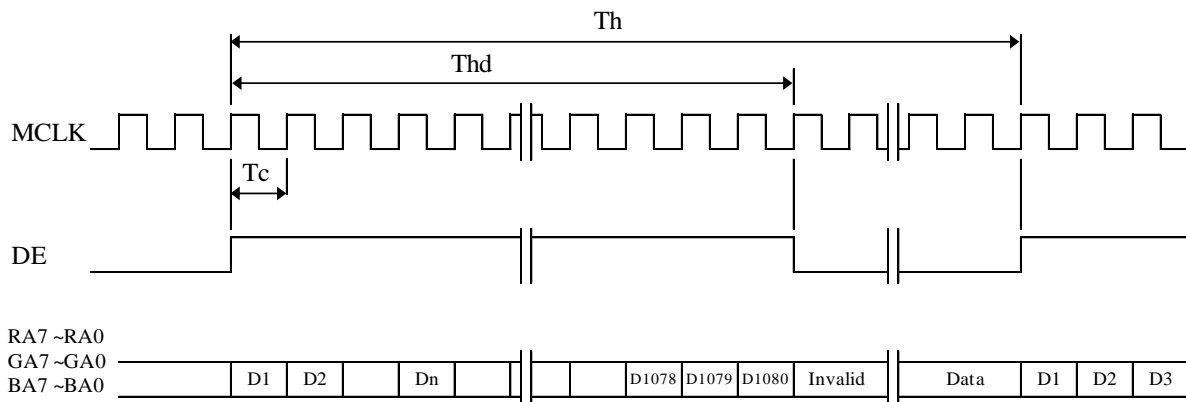 Th
Thd
MCLK
Tc
DE
RA7 ~RA0
GA7 ~GA0
BA7 ~BA0
D1 D2 Dn D1078 D1079 D1080 Invalid Data D1 D2 D3